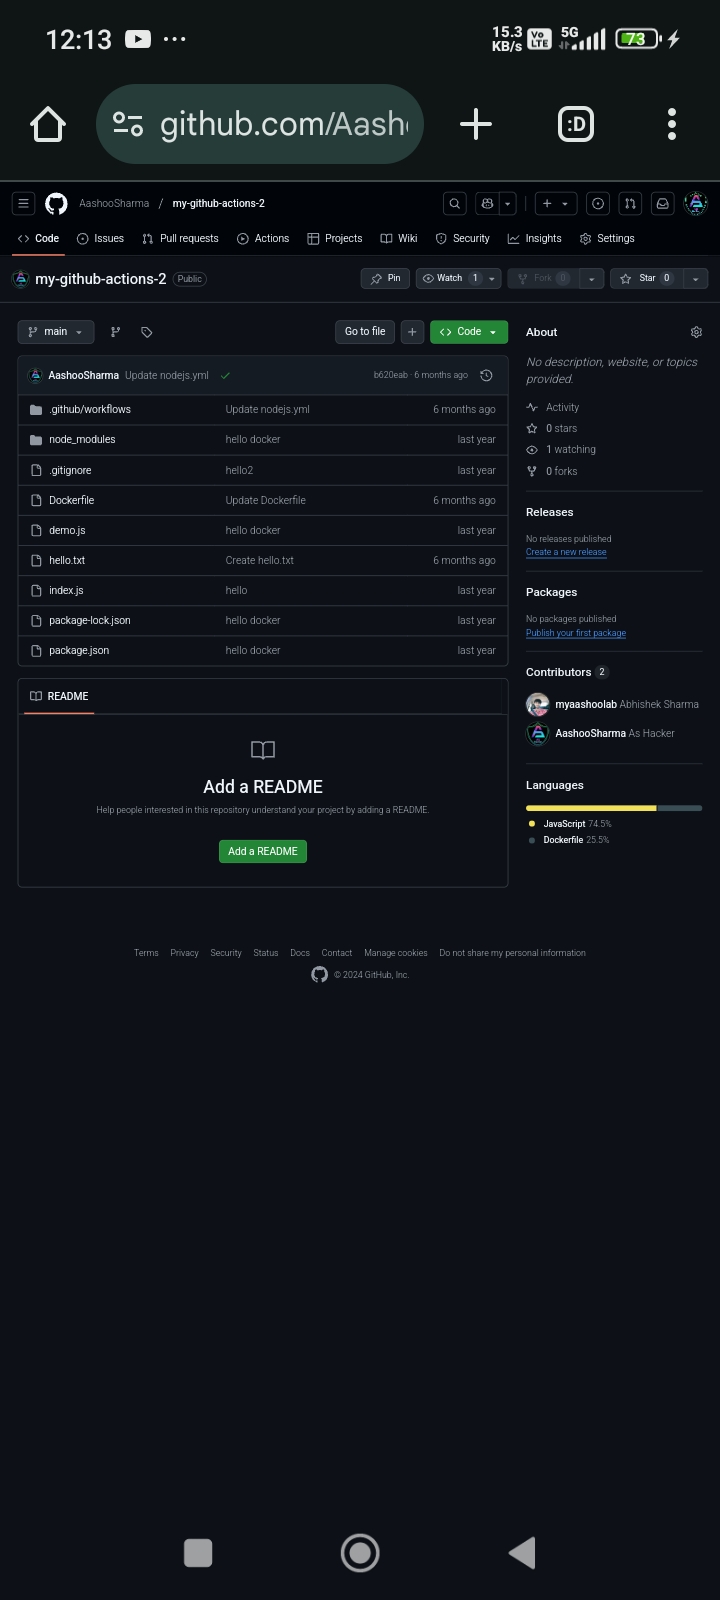 12:13
15.3 KB/s Vo LTE 5G 73
github.com/Aash
:D
AashooSharma / my-github-actions-2
Code Issues Pull requests Actions Projects Wiki Security Insights Settings
my-github-actions-2 Public Pin Watch 1 Fork 0 Star 0
main Go to file Code
AashooSharma Update nodejs.yml b620eab · 6 months ago
.github/workflows Update nodejs.yml 6 months ago
node_modules hello docker last year
.gitignore hello2 last year
Dockerfile Update Dockerfile 6 months ago
demo.js hello docker last year
hello.txt Create hello.txt 6 months ago
index.js hello last year
package-lock.json hello docker last year
package.json hello docker last year
README
Add a README
Help people interested in this repository understand your project by adding a README.
Add a README
About
No description, website, or topics
provided.
Activity
0 stars
1 watching
0 forks
Releases
No releases published
Create a new release
Packages
No packages published
Publish your first package
Contributors 2
myaashoolab Abhishek Sharma
AashooSharma As Hacker
Languages
JavaScript 74.5%
Dockerfile 25.5%
Terms Privacy Security Status Docs Contact Manage cookies Do not share my personal information
© 2024 GitHub, Inc.